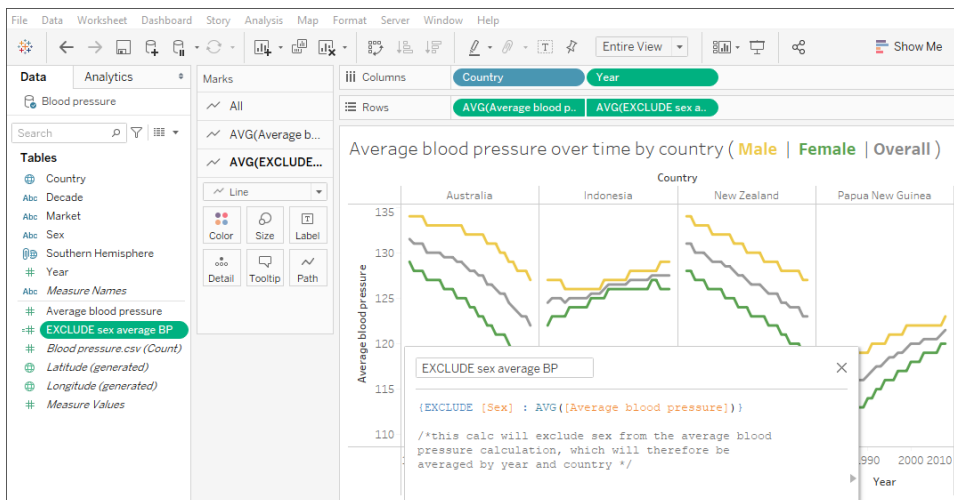 File Data Worksheet Dashboard Story Analysis Map Format Server Window Help
Entire View
Show Me
Data Analytics
Blood pressure
Search
Tables
Country
Abc Decade
Abc Market
Abc Sex
Southern Hemisphere
# Year
Abc Measure Names
# Average blood pressure
=# EXCLUDE sex average BP
# Blood pressure.csv (Count)
Latitude (generated)
Longitude (generated)
# Measure Values
Marks
All
AVG(Average b...
AVG(EXCLUDE...
Line
Color Size Label
Detail Tooltip Path
iii Columns Country Year
Rows AVG(Average blood p.. AVG(EXCLUDE sex a..
Average blood pressure over time by country ( Male | Female | Overall )
Country
Australia Indonesia New Zealand Papua New Guinea
Average blood pressure
135
130
125
120
115
110
EXCLUDE sex average BP
{EXCLUDE [Sex] : AVG([Average blood pressure])}
/*this calc will exclude sex from the average blood
pressure calculation, which will therefore be
averaged by year and country */
2000 2010
Year